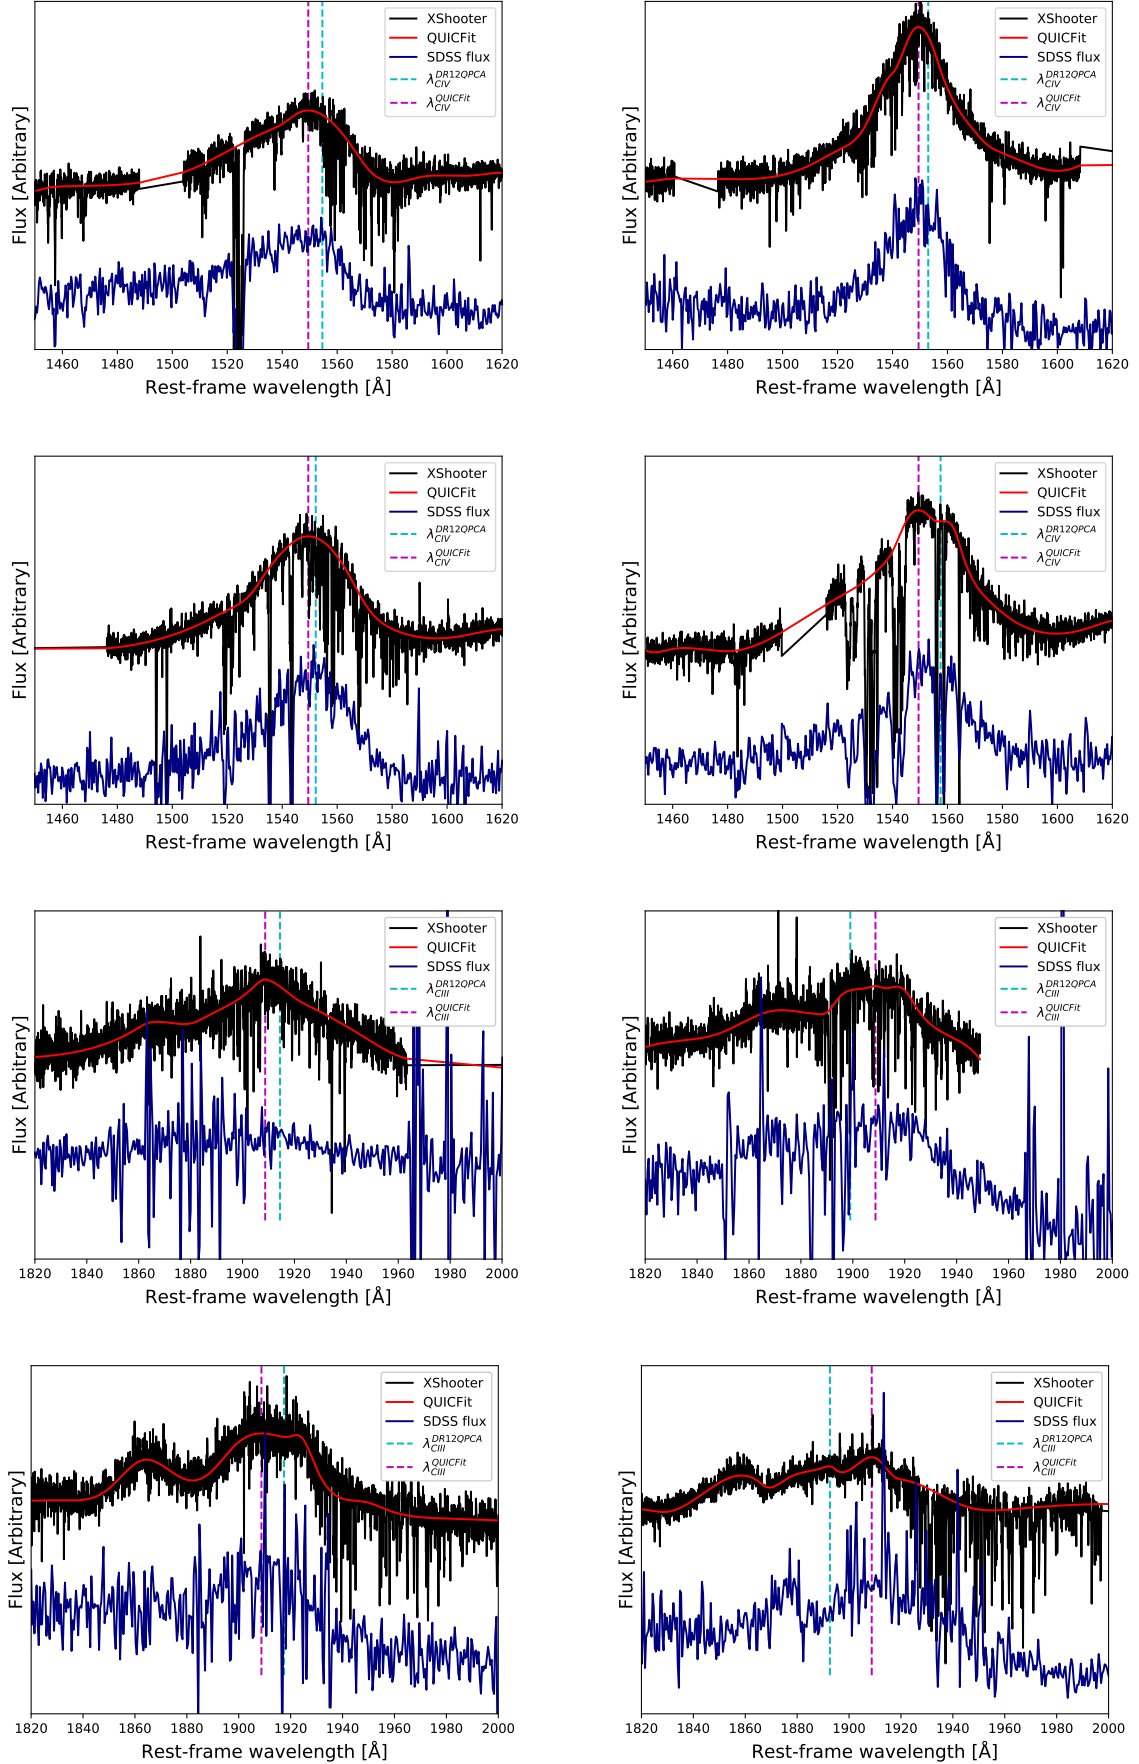 XShooter
QUICFit
SDSS flux
λ_CIV^DR12QPCA
λ_CIV^QUICFit
Flux [Arbitrary]
1460 1480 1500 1520 1540 1560 1580 1600 1620
Rest-frame wavelength [Å]
XShooter
QUICFit
SDSS flux
λ_CIV^DR12QPCA
λ_CIV^QUICFit
Flux [Arbitrary]
1460 1480 1500 1520 1540 1560 1580 1600 1620
Rest-frame wavelength [Å]
XShooter
QUICFit
SDSS flux
λ_CIV^DR12QPCA
λ_CIV^QUICFit
Flux [Arbitrary]
1460 1480 1500 1520 1540 1560 1580 1600 1620
Rest-frame wavelength [Å]
XShooter
QUICFit
SDSS flux
λ_CIV^DR12QPCA
λ_CIV^QUICFit
Flux [Arbitrary]
1460 1480 1500 1520 1540 1560 1580 1600 1620
Rest-frame wavelength [Å]
XShooter
QUICFit
SDSS flux
λ_CIII^DR12QPCA
λ_CIII^QUICFit
Flux [Arbitrary]
1820 1840 1860 1880 1900 1920 1940 1960 1980 2000
Rest-frame wavelength [Å]
XShooter
QUICFit
SDSS flux
λ_CIII^DR12QPCA
λ_CIII^QUICFit
Flux [Arbitrary]
1820 1840 1860 1880 1900 1920 1940 1960 1980 2000
Rest-frame wavelength [Å]
XShooter
QUICFit
SDSS flux
λ_CIII^DR12QPCA
λ_CIII^QUICFit
Flux [Arbitrary]
1820 1840 1860 1880 1900 1920 1940 1960 1980 2000
Rest-frame wavelength [Å]
XShooter
QUICFit
SDSS flux
λ_CIII^DR12QPCA
λ_CIII^QUICFit
Flux [Arbitrary]
1820 1840 1860 1880 1900 1920 1940 1960 1980 2000
Rest-frame wavelength [Å]